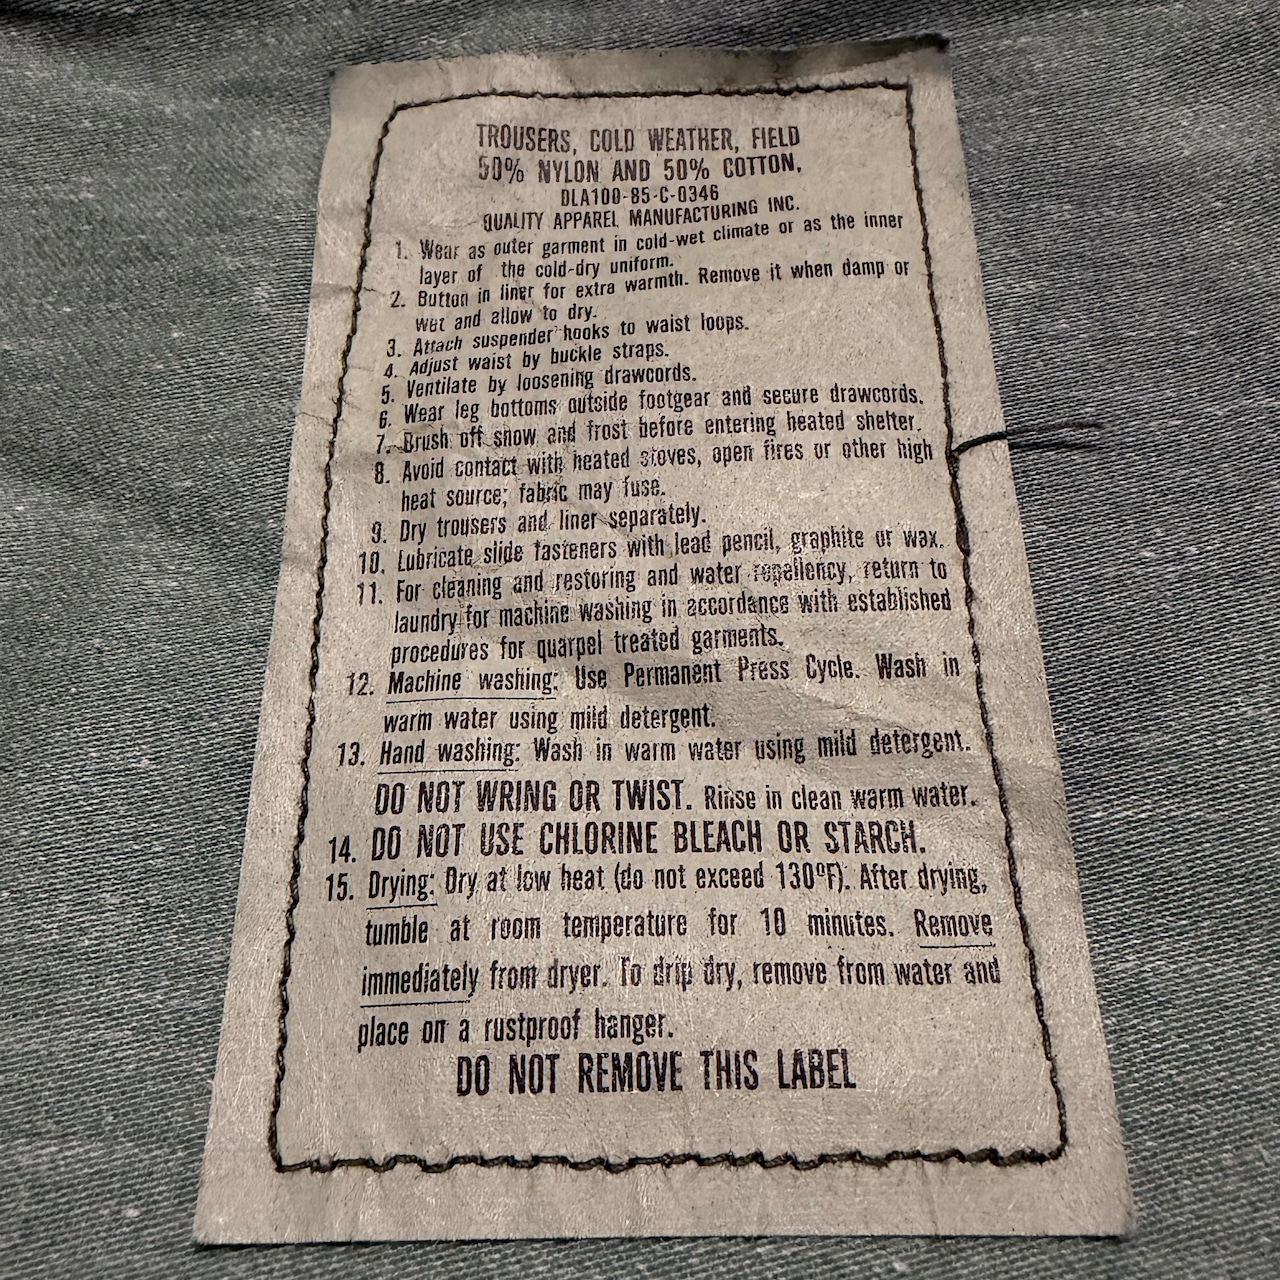 TROUSERS, COLD WEATHER, FIELD
50% NYLON AND 50% COTTON,
DLA100-85-C-0346
QUALITY APPAREL MANUFACTURING INC.
1. Wear as outer garment in cold-wet climate or as the inner
layer of the cold-dry uniform.
2. Button in liner for extra warmth. Remove it when damp or
wet and allow to dry.
3. Attach suspender hooks to waist loops.
4. Adjust waist by buckle straps.
5. Ventilate by loosening drawcords.
6. Wear leg bottoms outside footgear and secure drawcords.
7. Brush off snow and frost before entering heated shelter.
8. Avoid contact with heated stoves, open fires or other high
heat source; fabric may fuse.
9. Dry trousers and liner separately.
10. Lubricate slide fasteners with lead pencil, graphite or wax.
11. For cleaning and restoring and water repellency, return to
laundry for machine washing in accordance with established
procedures for quarpel treated garments.
12. Machine washing: Use Permanent Press Cycle. Wash in
warm water using mild detergent.
13. Hand washing: Wash in warm water using mild detergent.
DO NOT WRING OR TWIST. Rinse in clean warm water.
14. DO NOT USE CHLORINE BLEACH OR STARCH.
15. Drying: Dry at low heat (do not exceed 130ºF). After drying,
tumble at room temperature for 10 minutes. Remove
immediately from dryer. To drip dry, remove from water and
place on a rustproof hanger.
DO NOT REMOVE THIS LABEL